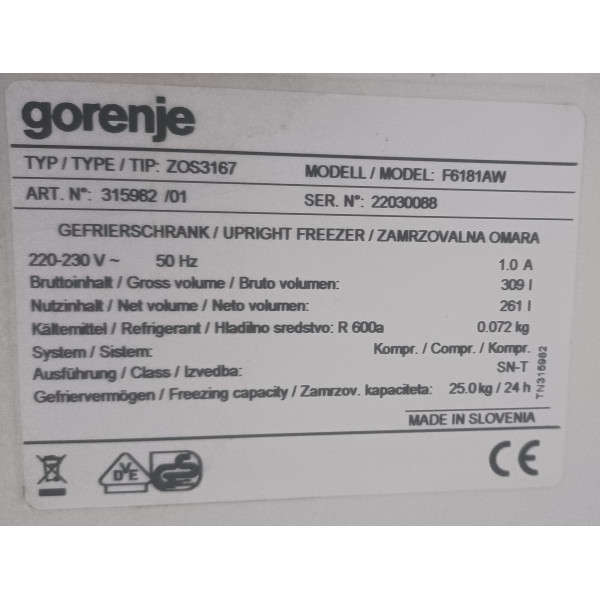 gorenje
TYP / TYPE / TIP: ZOS3167 MODELL / MODEL: F6181AW
ART. N°: 315982 /01 SER. N°: 22030088
GEFRIERSCHRANK / UPRIGHT FREEZER / ZAMRZOVALNA OMARA
220-230 V ~ 50 Hz 1.0 A
Bruttoinhalt / Gross volume / Bruto volumen: 309 l
Nutzinhalt / Net volume / Neto volumen: 261 l
Kältemittel / Refrigerant / Hladilno sredstvo: R 600a 0.072 kg
System / Sistem: Kompr. / Compr. / Kompr.
Ausführung / Class / Izvedba: SN-T
Gefriervermögen / Freezing capacity / Zamrzov. kapaciteta: 25.0 kg / 24 h
TN315982
MADE IN SLOVENIA
VDE GS CE